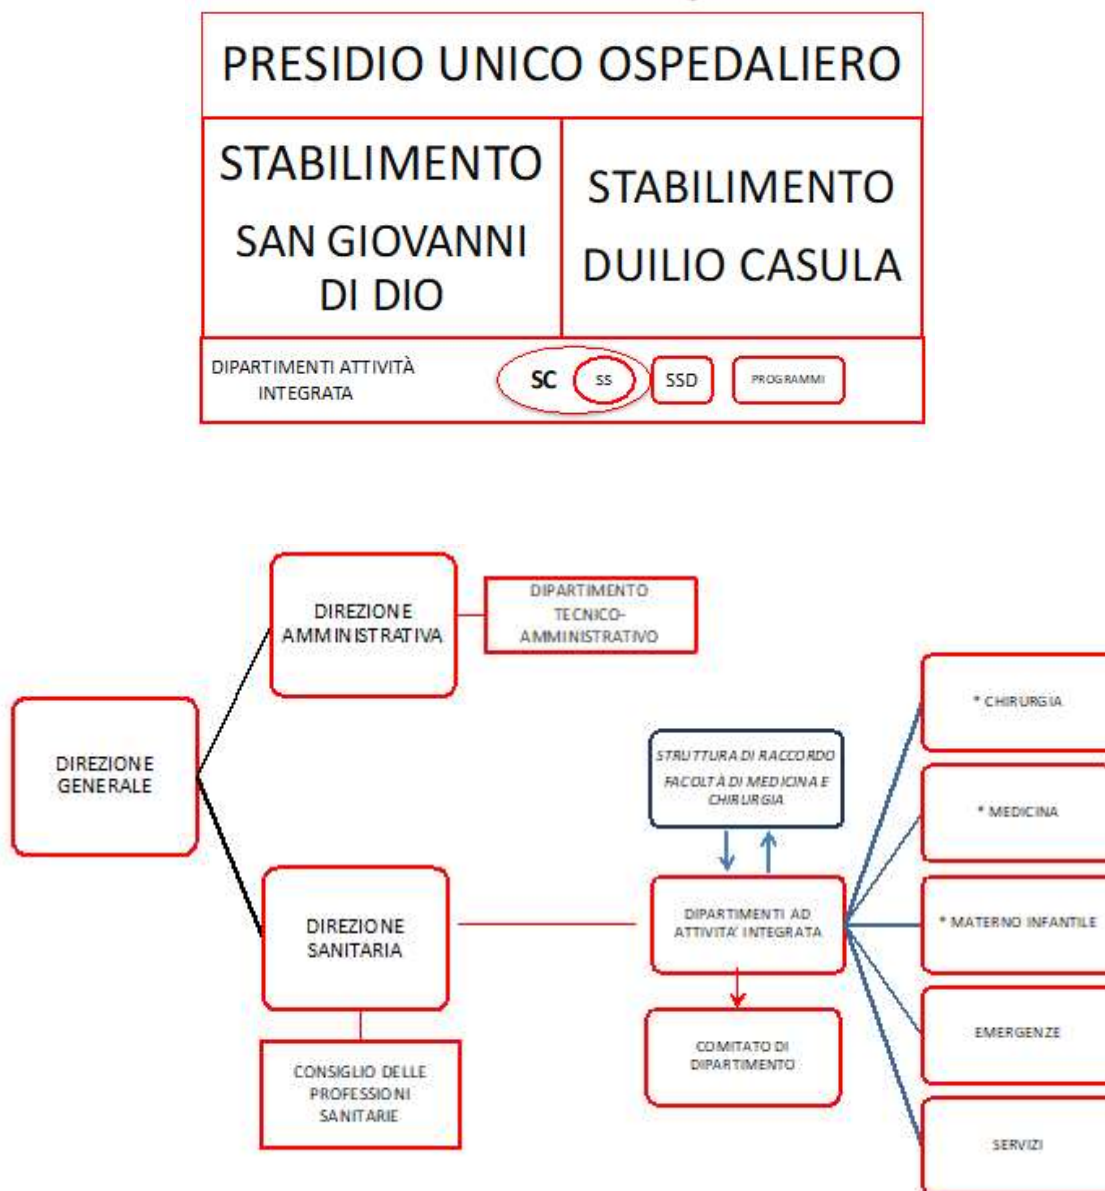 PRESIDIO UNICO OSPEDALIERO
STABILIMENTO
SAN GIOVANNI
DI DIO
STABILIMENTO
DUILIO CASULA
DIPARTIMENTI ATTIVITÀ
INTEGRATA
SC
SS
SSD
PROGRAMMI
DIREZIONE
GENERALE
DIREZIONE
AMMINISTRATIVA
DIPARTIMENTO
TECNICO-
AMMINISTRATIVO
DIREZIONE
SANITARIA
CONSIGLIO DELLE
PROFESSIONI
SANITARIE
STRUTTURA DI RACCORDO
FACOLTÀ DI MEDICINA E
CHIRURGIA
DIPARTIMENTI AD
ATTIVITA' INTEGRATA
COMITATO DI
DIPARTIMENTO
* CHIRURGIA
* MEDICINA
* MATERNO INFANTILE
EMERGENZE
SERVIZI